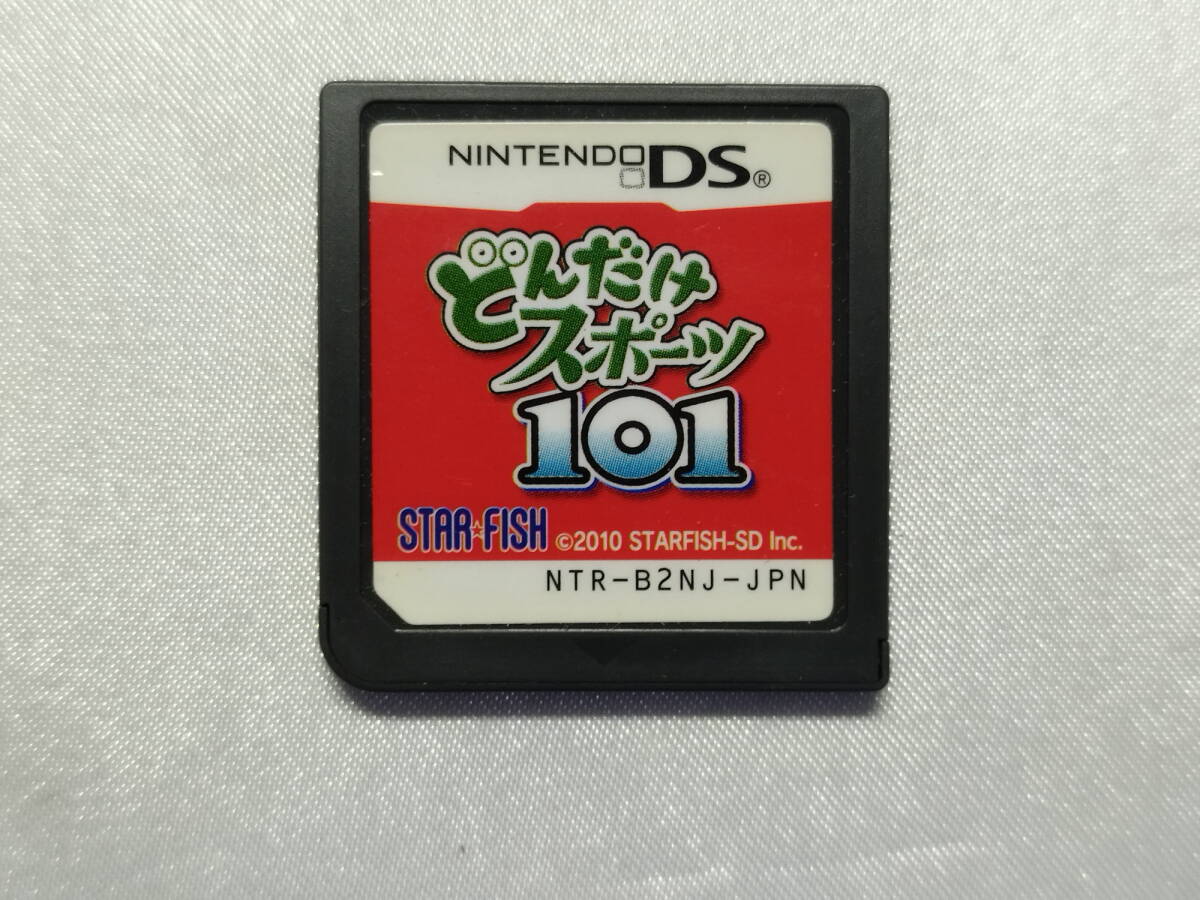 NINTENDO DS®
どんだけ
スポーツ
101
STAR☆FISH ©2010 STARFISH-SD Inc.
NTR-B2NJ-JPN